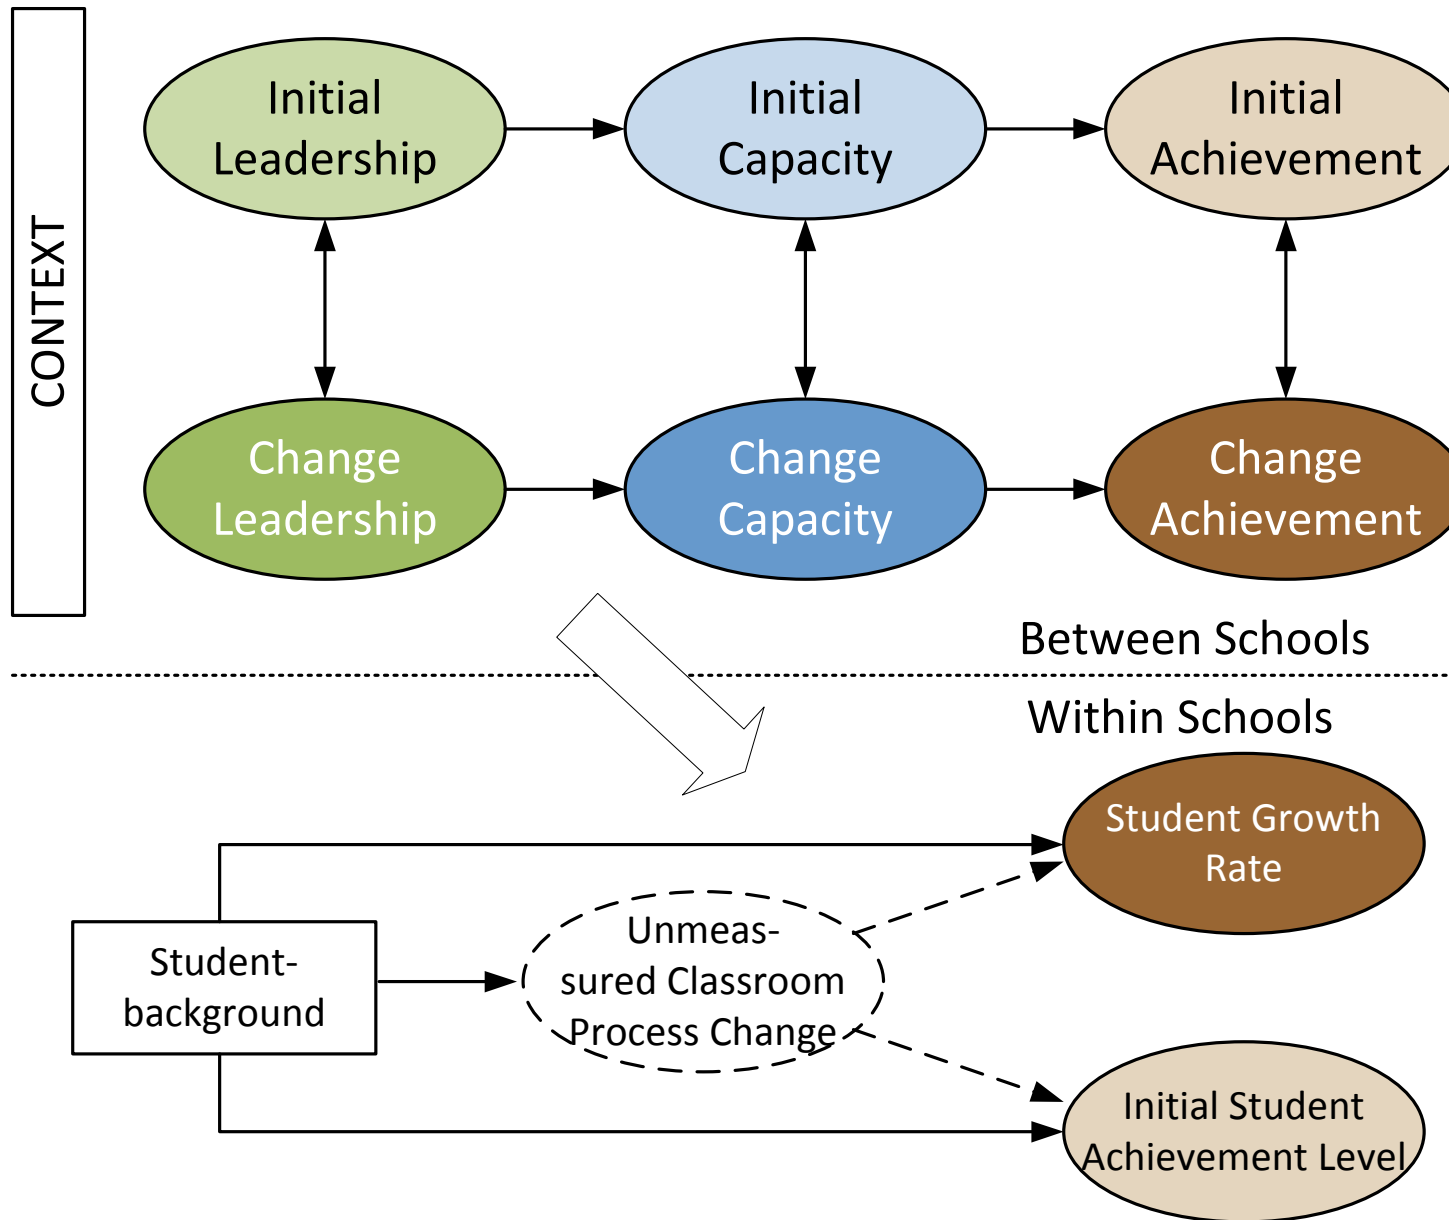 CONTEXT
Initial
Leadership
Initial
Capacity
Initial
Achievement
Change
Leadership
Change
Capacity
Change
Achievement
Between Schools
Within Schools
Student Growth
Rate
Unmeas-
sured Classroom
Process Change
Student-
background
Initial Student
Achievement Level